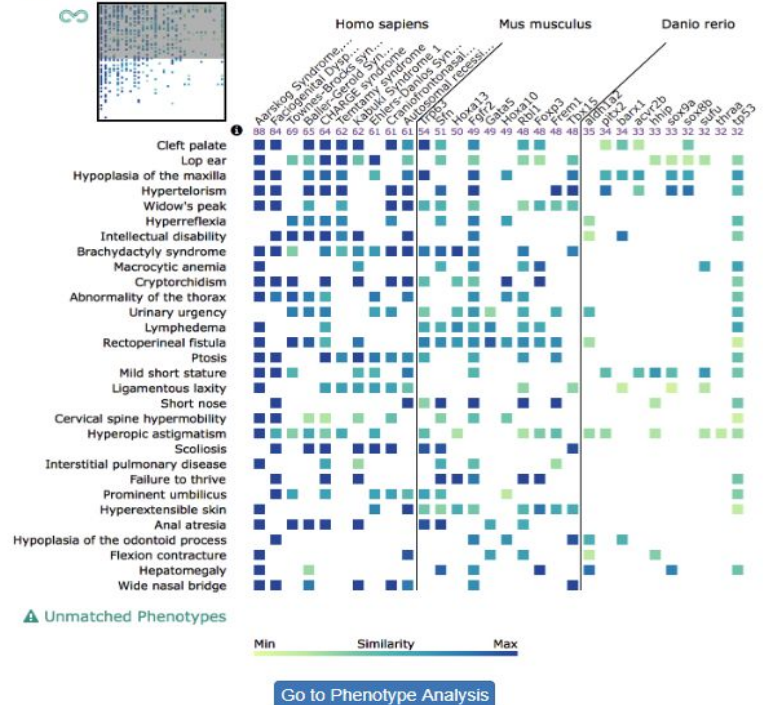 Homo sapiens Mus musculus Danio rerio
Aarskog Syndrome,...
Faciogenital Dysp...
Townes-Brocks syn...
Baller-Gerold Syn...
CHARGE syndrome
Temtamy syndrome
Kabuki Syndrome 1
Ehlers-Danlos Syn...
Craniofrontonasal...
Autosomal recessi...
Sfn
Hoxa13
Fgfr2
Gata5
Hoxa10
Rbl1
Foxp3
Frem1
Tbx15
aldh1a2
pitx2
barx1
acvr2b
hhip
sox9a
sox8b
sufu
thraa
tp53
88 84 69 65 64 62 62 61 61 61 54 51 50 49 49 49 48 48 48 48 35 34 34 33 33 33 32 32 32 32
Cleft palate
Lop ear
Hypoplasia of the maxilla
Hypertelorism
Widow's peak
Hyperreflexia
Intellectual disability
Brachydactyly syndrome
Macrocytic anemia
Cryptorchidism
Abnormality of the thorax
Urinary urgency
Lymphedema
Rectoperineal fistula
Ptosis
Mild short stature
Ligamentous laxity
Short nose
Cervical spine hypermobility
Hyperopic astigmatism
Scoliosis
Interstitial pulmonary disease
Failure to thrive
Prominent umbilicus
Hyperextensible skin
Anal atresia
Hypoplasia of the odontoid process
Flexion contracture
Hepatomegaly
Wide nasal bridge
Unmatched Phenotypes
Min Similarity Max
Go to Phenotype Analysis